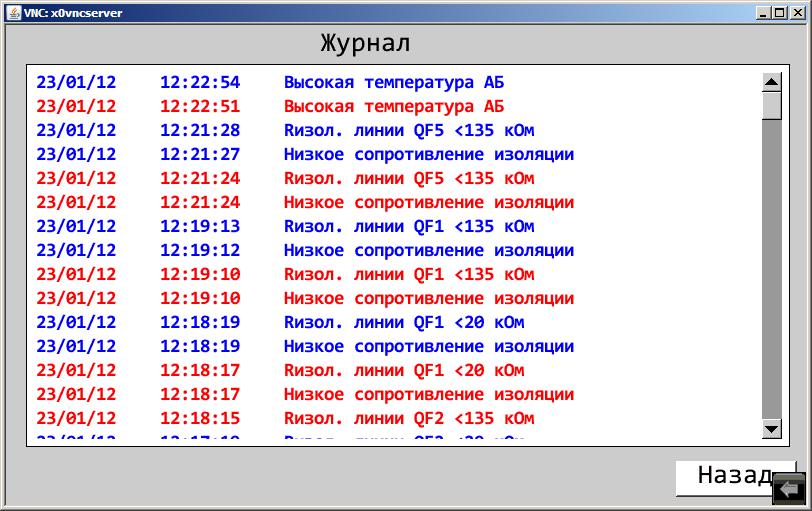 VNC: x0vncserver
Журнал
23/01/12 12:22:54 Высокая температура АБ
23/01/12 12:22:51 Высокая температура АБ
23/01/12 12:21:28 Rизол. линии QF5 <135 кОм
23/01/12 12:21:27 Низкое сопротивление изоляции
23/01/12 12:21:24 Rизол. линии QF5 <135 кОм
23/01/12 12:21:24 Низкое сопротивление изоляции
23/01/12 12:19:13 Rизол. линии QF1 <135 кОм
23/01/12 12:19:12 Низкое сопротивление изоляции
23/01/12 12:19:10 Rизол. линии QF1 <135 кОм
23/01/12 12:19:10 Низкое сопротивление изоляции
23/01/12 12:18:19 Rизол. линии QF1 <20 кОм
23/01/12 12:18:19 Низкое сопротивление изоляции
23/01/12 12:18:17 Rизол. линии QF1 <20 кОм
23/01/12 12:18:17 Низкое сопротивление изоляции
23/01/12 12:18:15 Rизол. линии QF2 <135 кОм
Назад